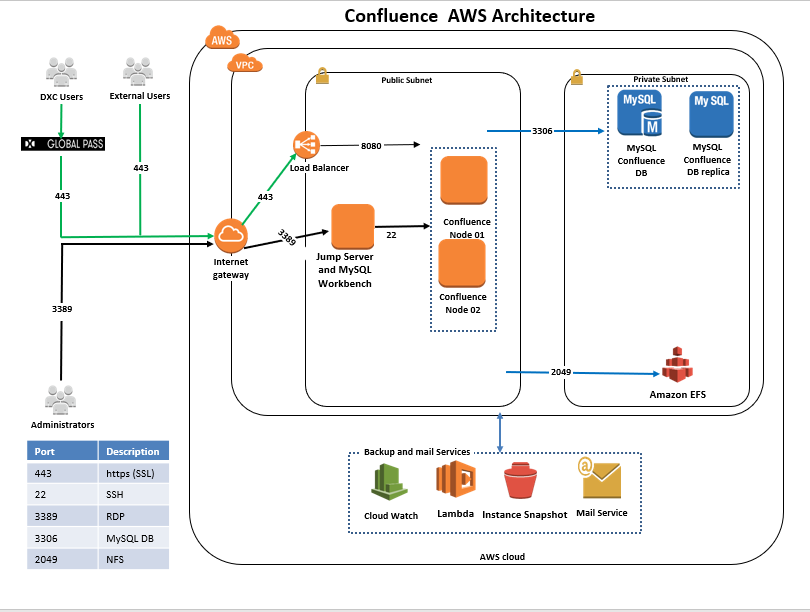 Confluence AWS Architecture
AWS
VPC
Public Subnet
Private Subnet
DXC Users
External Users
GLOBAL PASS
MySQL
M
My SQL
MySQL
Confluence
DB
MySQL
Confluence
DB replica
3306
8080
Load Balancer
443
443
443
Confluence
Node 01
3389
22
Internet
gateway
Jump Server
and MySQL
Workbench
Confluence
Node 02
3389
2049
Amazon EFS
Administrators
Port Description
443 https (SSL)
22 SSH
3389 RDP
3306 MySQL DB
2049 NFS
Backup and mail Services
@
Cloud Watch
Lambda
Instance Snapshot
Mail Service
AWS cloud